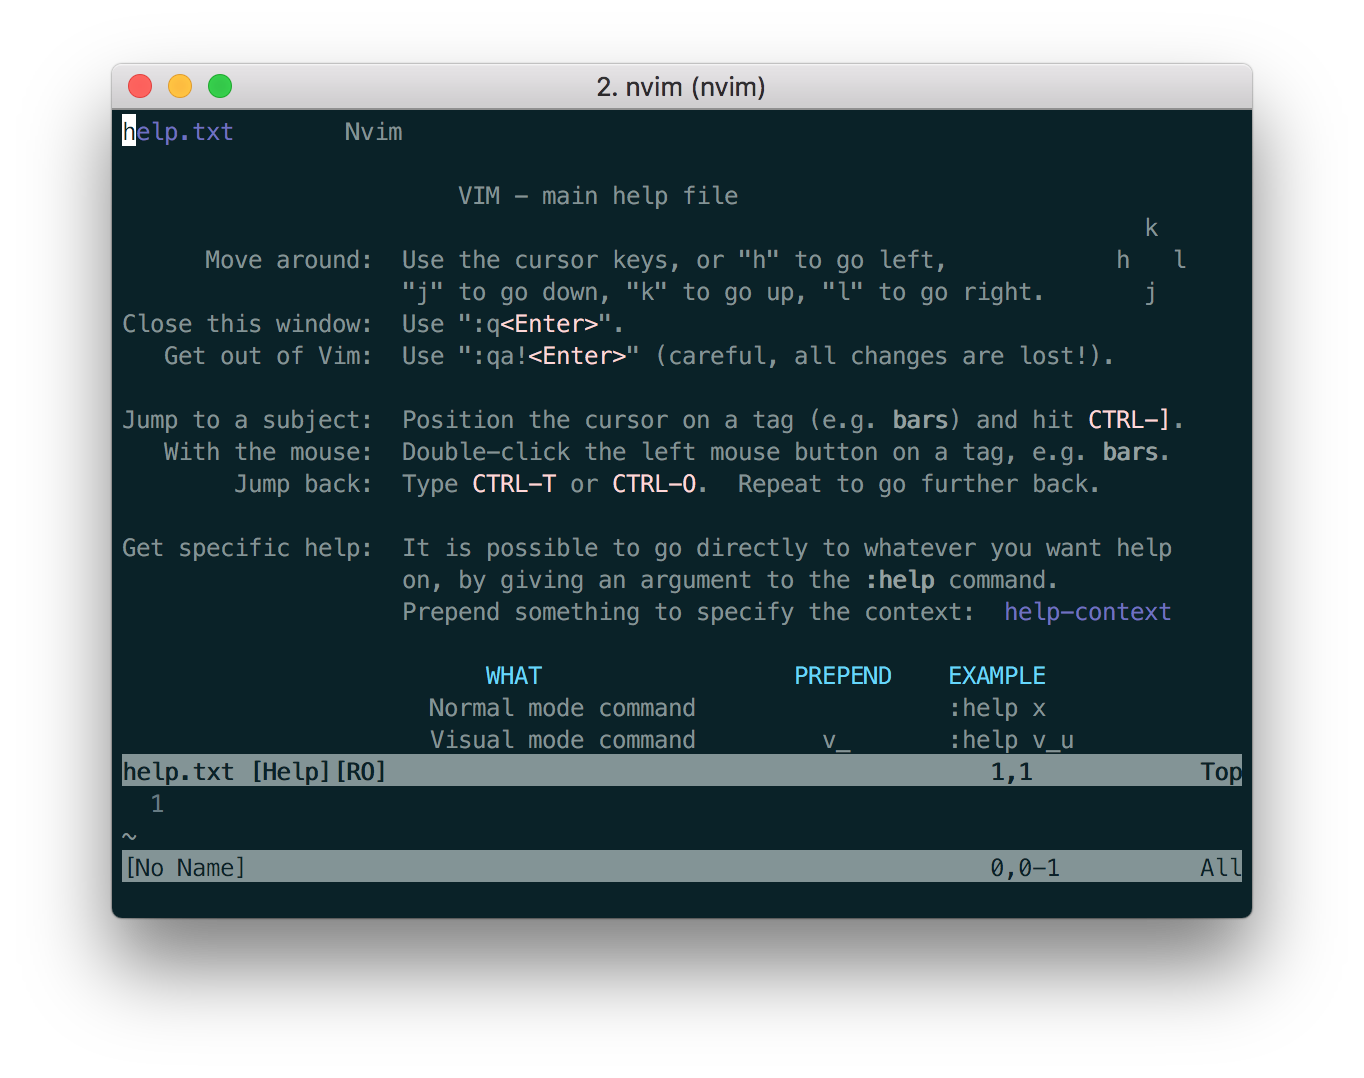 2. nvim (nvim)
help.txt        Nvim
VIM - main help file
k
Move around:  Use the cursor keys, or "h" to go left,            h   l
"j" to go down, "k" to go up, "l" to go right.       j
Close this window:  Use ":q<Enter>".
Get out of Vim:  Use ":qa!<Enter>" (careful, all changes are lost!).
Jump to a subject:  Position the cursor on a tag (e.g. bars) and hit CTRL-].
With the mouse:  Double-click the left mouse button on a tag, e.g. bars.
Jump back:  Type CTRL-T or CTRL-O.  Repeat to go further back.
Get specific help:  It is possible to go directly to whatever you want help
on, by giving an argument to the :help command.
Prepend something to specify the context:  help-context
WHAT                  PREPEND    EXAMPLE
Normal mode command                  :help x
Visual mode command         v_       :help v_u
help.txt [Help][RO]                                           1,1            Top
1
~
[No Name]                                                     0,0-1          All